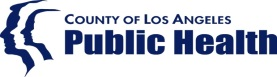 COUNTY OF LOS ANGELES
Public Health